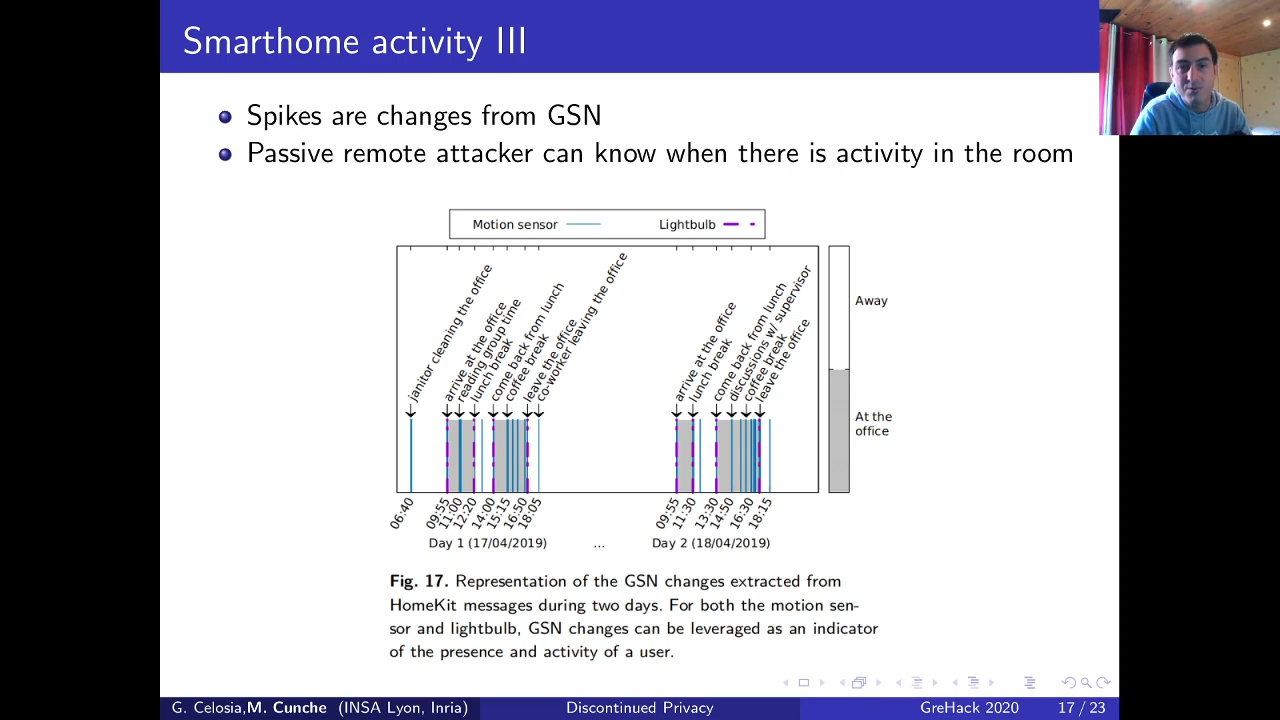 Smarthome activity III
Spikes are changes from GSN
Passive remote attacker can know when there is activity in the room
Motion sensor
Lightbulb
janitor cleaning the office
arrive at the office
reading group time
lunch break
come back from lunch
coffee break
leave the office
co-worker leaving the office
arrive at the office
lunch break
come back from lunch
discussions w/ supervisor
coffee break
leave the office
Away
At the
office
06:40
09:55
11:00
12:20
14:00
15:15
16:50
18:05
09:55
11:30
13:30
14:50
16:30
18:15
Day 1 (17/04/2019)
...
Day 2 (18/04/2019)
Fig. 17. Representation of the GSN changes extracted from
HomeKit messages during two days. For both the motion sen-
sor and lightbulb, GSN changes can be leveraged as an indicator
of the presence and activity of a user.
G. Celosia,M. Cunche (INSA Lyon, Inria)
Discontinued Privacy
GreHack 2020
17 / 23